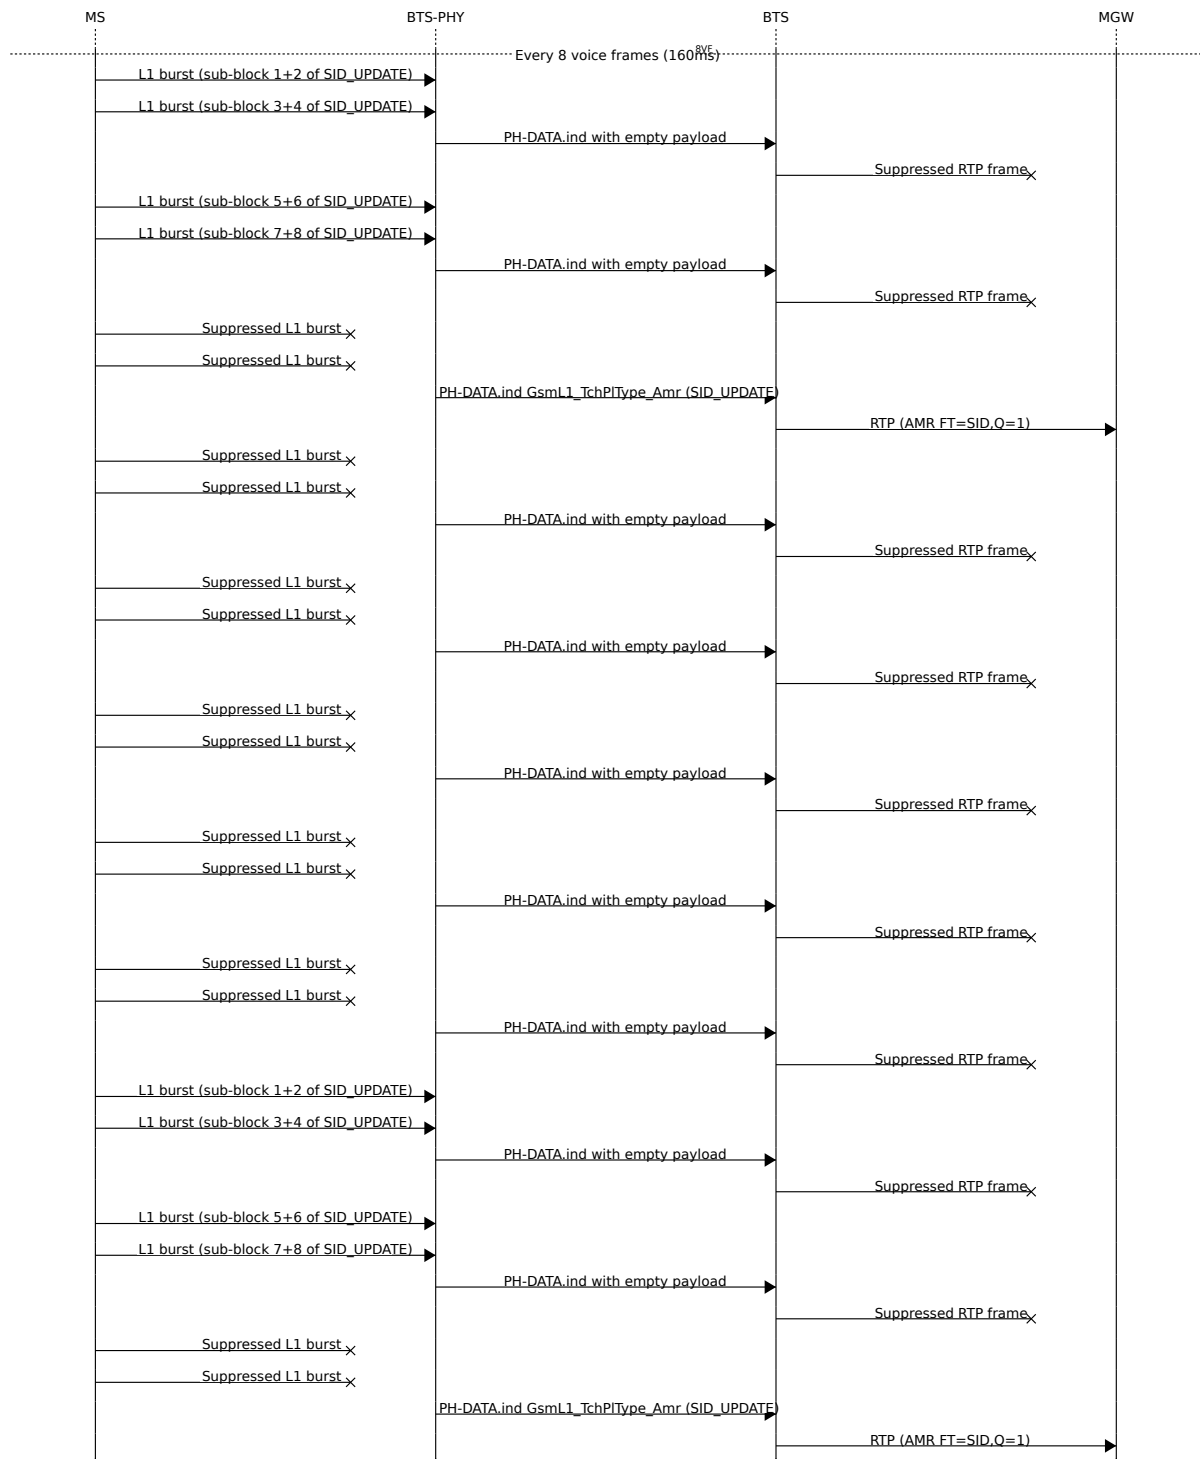 MS BTS-PHY BTS MGW
Every 8 voice frames (160ms) 8VF
L1 burst (sub-block 1+2 of SID_UPDATE)
L1 burst (sub-block 3+4 of SID_UPDATE)
PH-DATA.ind with empty payload
Suppressed RTP frame
L1 burst (sub-block 5+6 of SID_UPDATE)
L1 burst (sub-block 7+8 of SID_UPDATE)
PH-DATA.ind with empty payload
Suppressed RTP frame
Suppressed L1 burst
Suppressed L1 burst
PH-DATA.ind GsmL1_TchPlType_Amr (SID_UPDATE)
RTP (AMR FT=SID,Q=1)
Suppressed L1 burst
Suppressed L1 burst
PH-DATA.ind with empty payload
Suppressed RTP frame
Suppressed L1 burst
Suppressed L1 burst
PH-DATA.ind with empty payload
Suppressed RTP frame
Suppressed L1 burst
Suppressed L1 burst
PH-DATA.ind with empty payload
Suppressed RTP frame
Suppressed L1 burst
Suppressed L1 burst
PH-DATA.ind with empty payload
Suppressed RTP frame
Suppressed L1 burst
Suppressed L1 burst
PH-DATA.ind with empty payload
Suppressed RTP frame
L1 burst (sub-block 1+2 of SID_UPDATE)
L1 burst (sub-block 3+4 of SID_UPDATE)
PH-DATA.ind with empty payload
Suppressed RTP frame
L1 burst (sub-block 5+6 of SID_UPDATE)
L1 burst (sub-block 7+8 of SID_UPDATE)
PH-DATA.ind with empty payload
Suppressed RTP frame
Suppressed L1 burst
Suppressed L1 burst
PH-DATA.ind GsmL1_TchPlType_Amr (SID_UPDATE)
RTP (AMR FT=SID,Q=1)